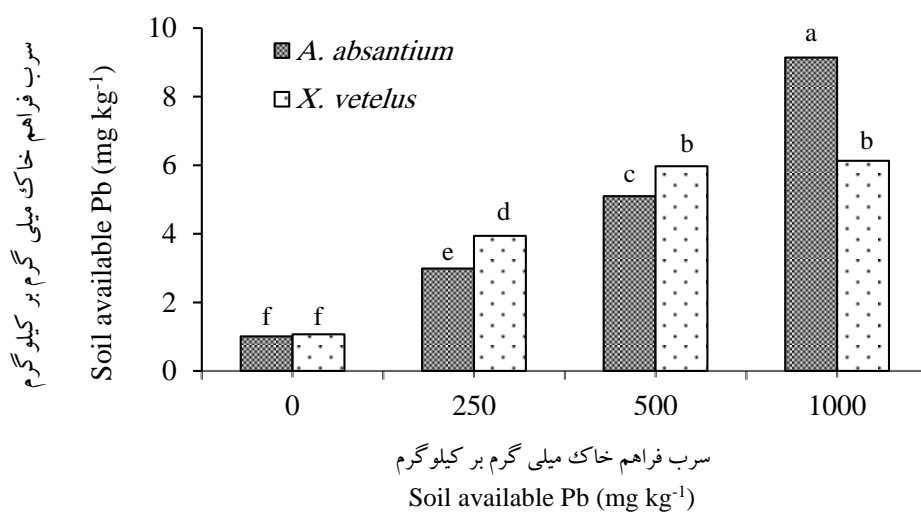 سرب فراهم خاک میلی گرم بر کیلوگرم
Soil available Pb (mg kg⁻¹)
10
8
6
4
2
0
A. absantium
X. vetelus
f
f
e
d
c
b
a
b
0
250
500
1000
سرب فراهم خاک میلی گرم بر کیلوگرم
Soil available Pb (mg kg⁻¹)